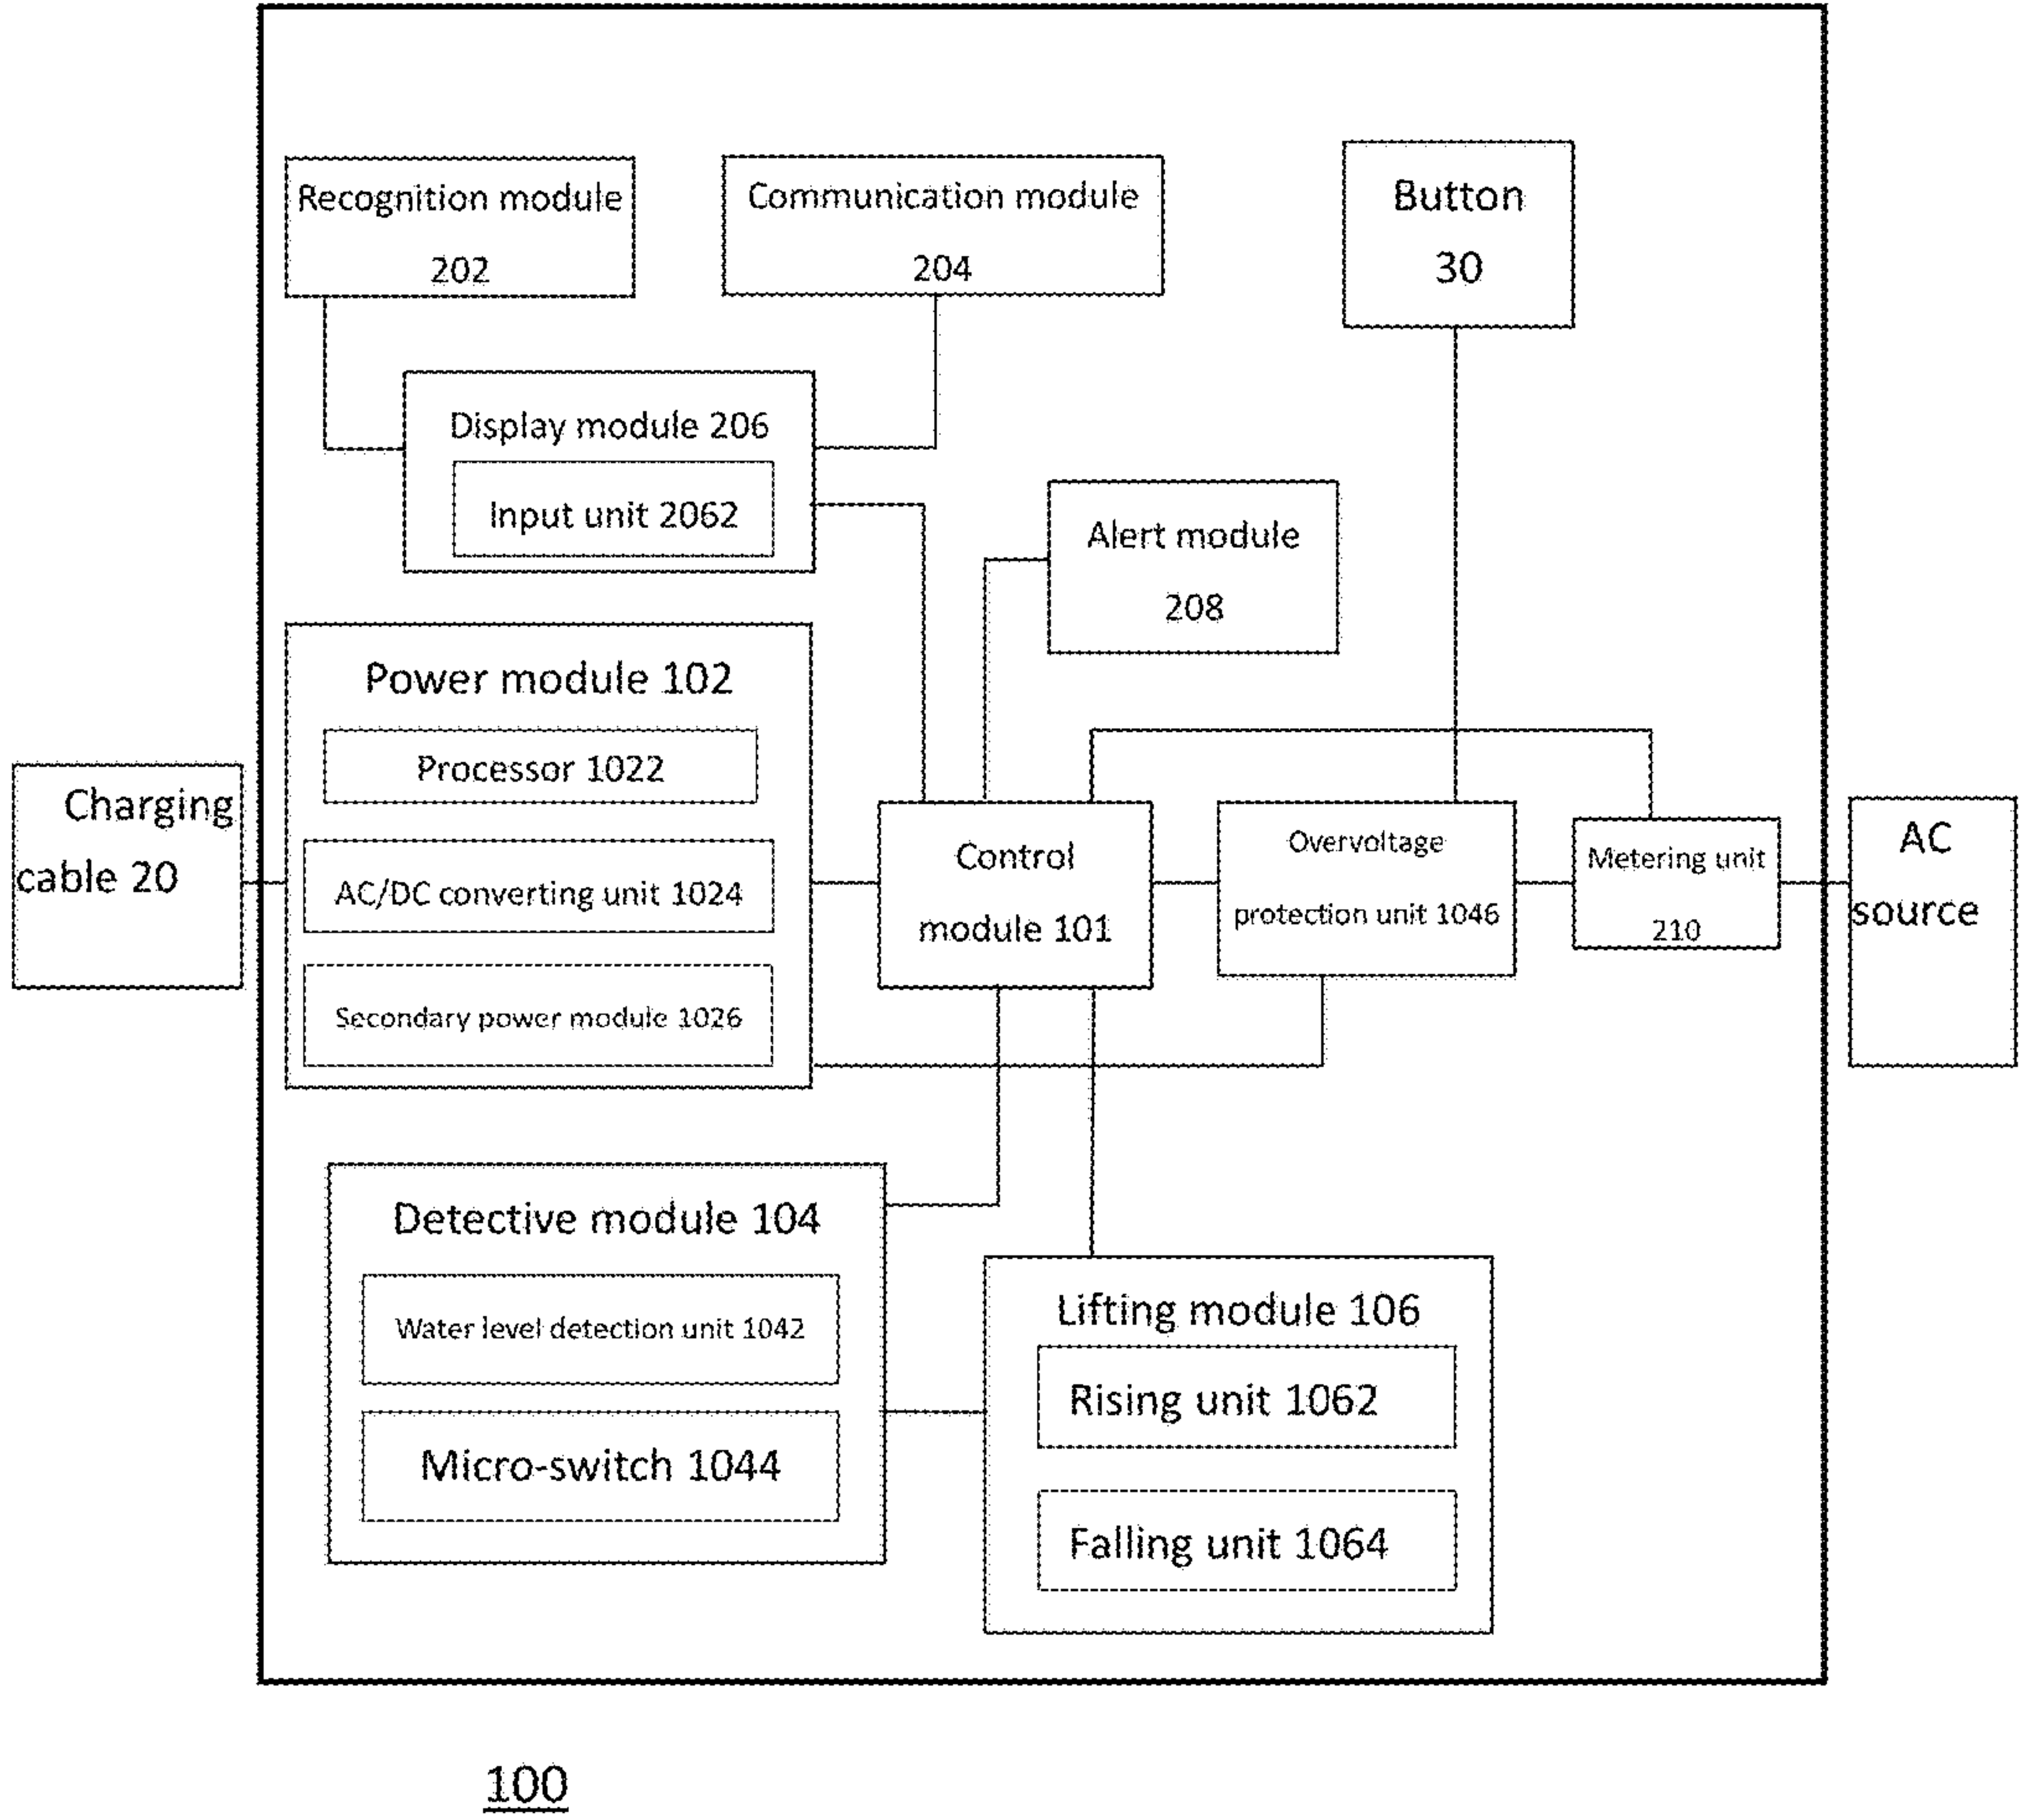 Recognition module
202
Communication module
204
Button
30
Display module 206
Input unit 2062
Alert module
208
Power module 102
Processor 1022
AC/DC converting unit 1024
Secondary power module 1026
Charging
cable 20
Control
module 101
Overvoltage
protection unit 1046
Metering unit
210
AC
source
Detective module 104
Water level detection unit 1042
Micro-switch 1044
Lifting module 106
Rising unit 1062
Falling unit 1064
100